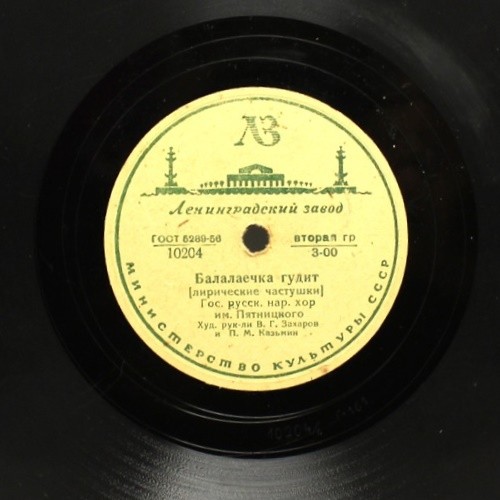 ЛЗ
Ленинградский завод
ГОСТ 5289-56 вторая гр
10204 3-00
Балалаечка гудит
[лирические частушки]
Гос. русск. нар. хор
им. Пятницкого
Худ. рук-ли В. Г. Захаров
и П. М. Казьмин
МИНИСТЕРСТВО КУЛЬТУРЫ СССР